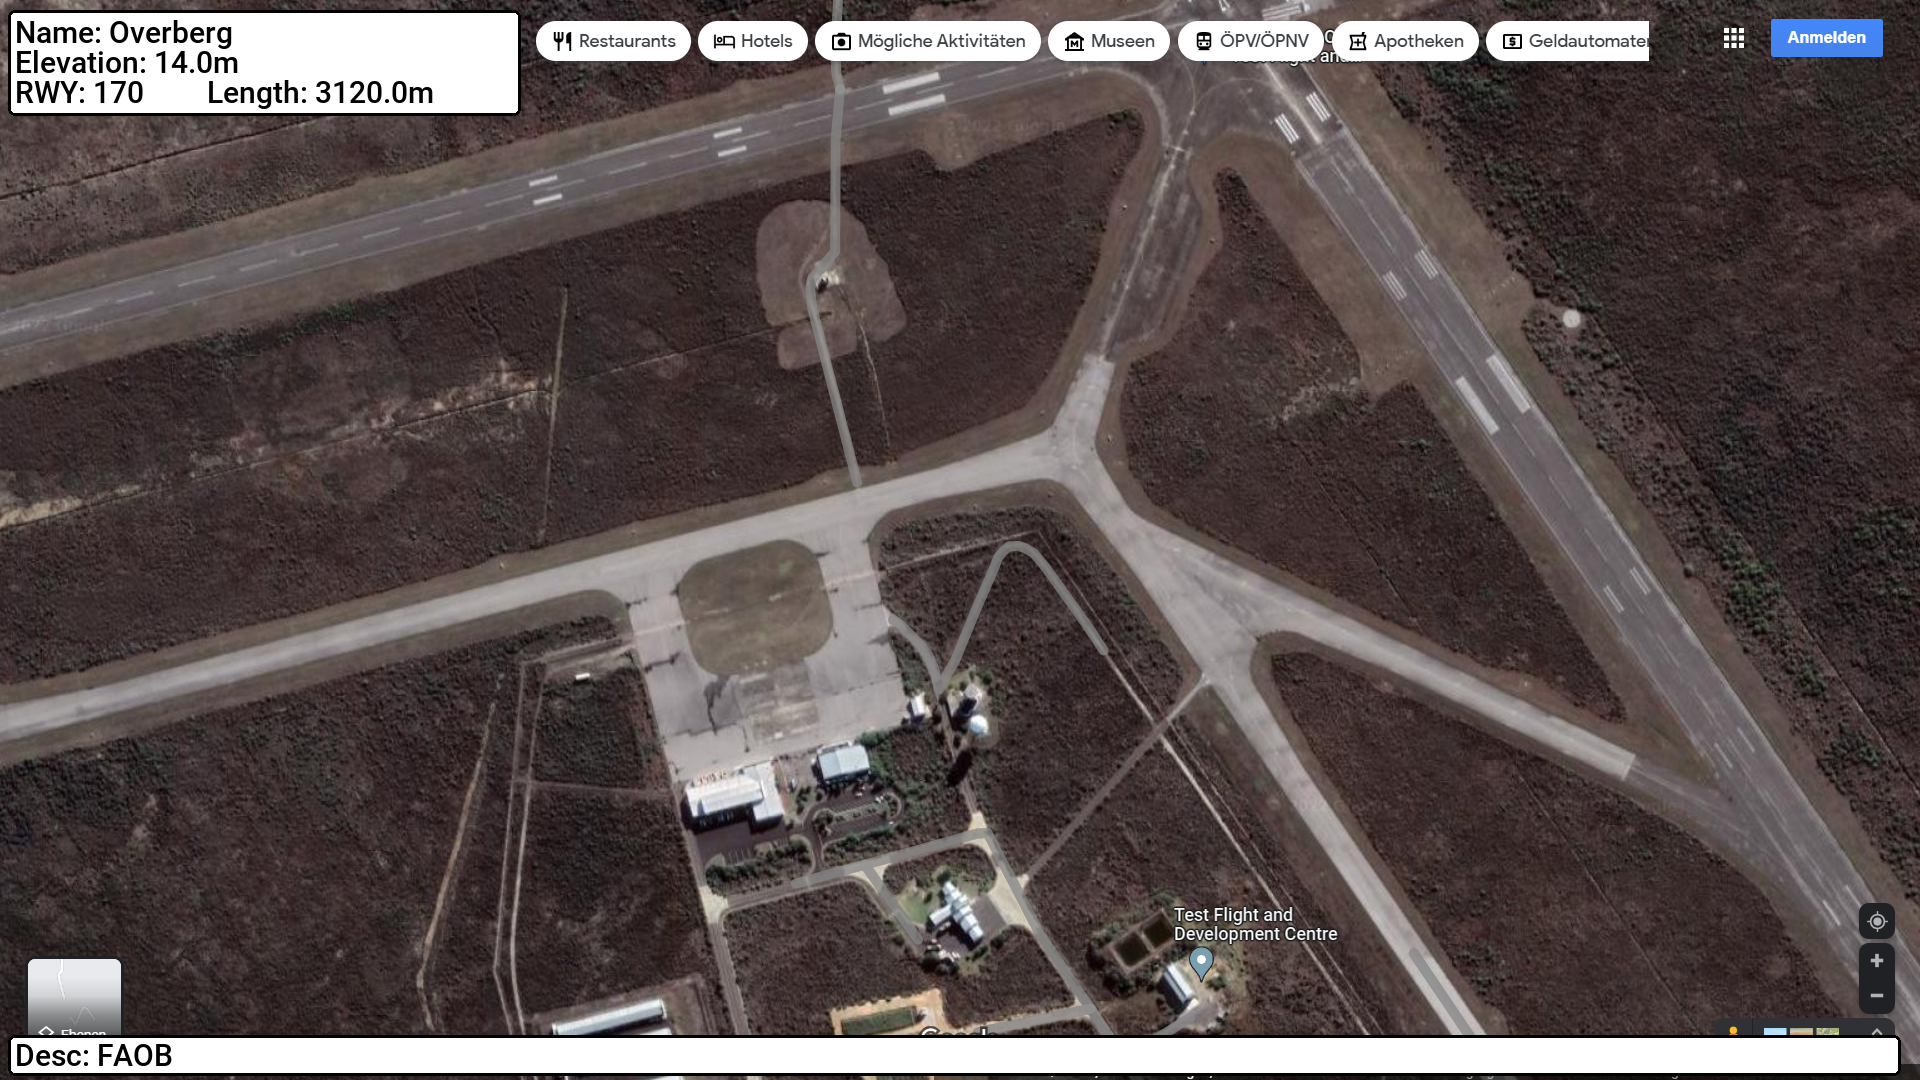 Name: Overberg
Elevation: 14.0m
RWY: 170 Length: 3120.0m
Restaurants
Hotels
Mögliche Aktivitäten
Museen
ÖPV/ÖPNV
Apotheken
Geldautomaten
Anmelden
Test Flight and
Development Centre
Ebenen
Desc: FAOB